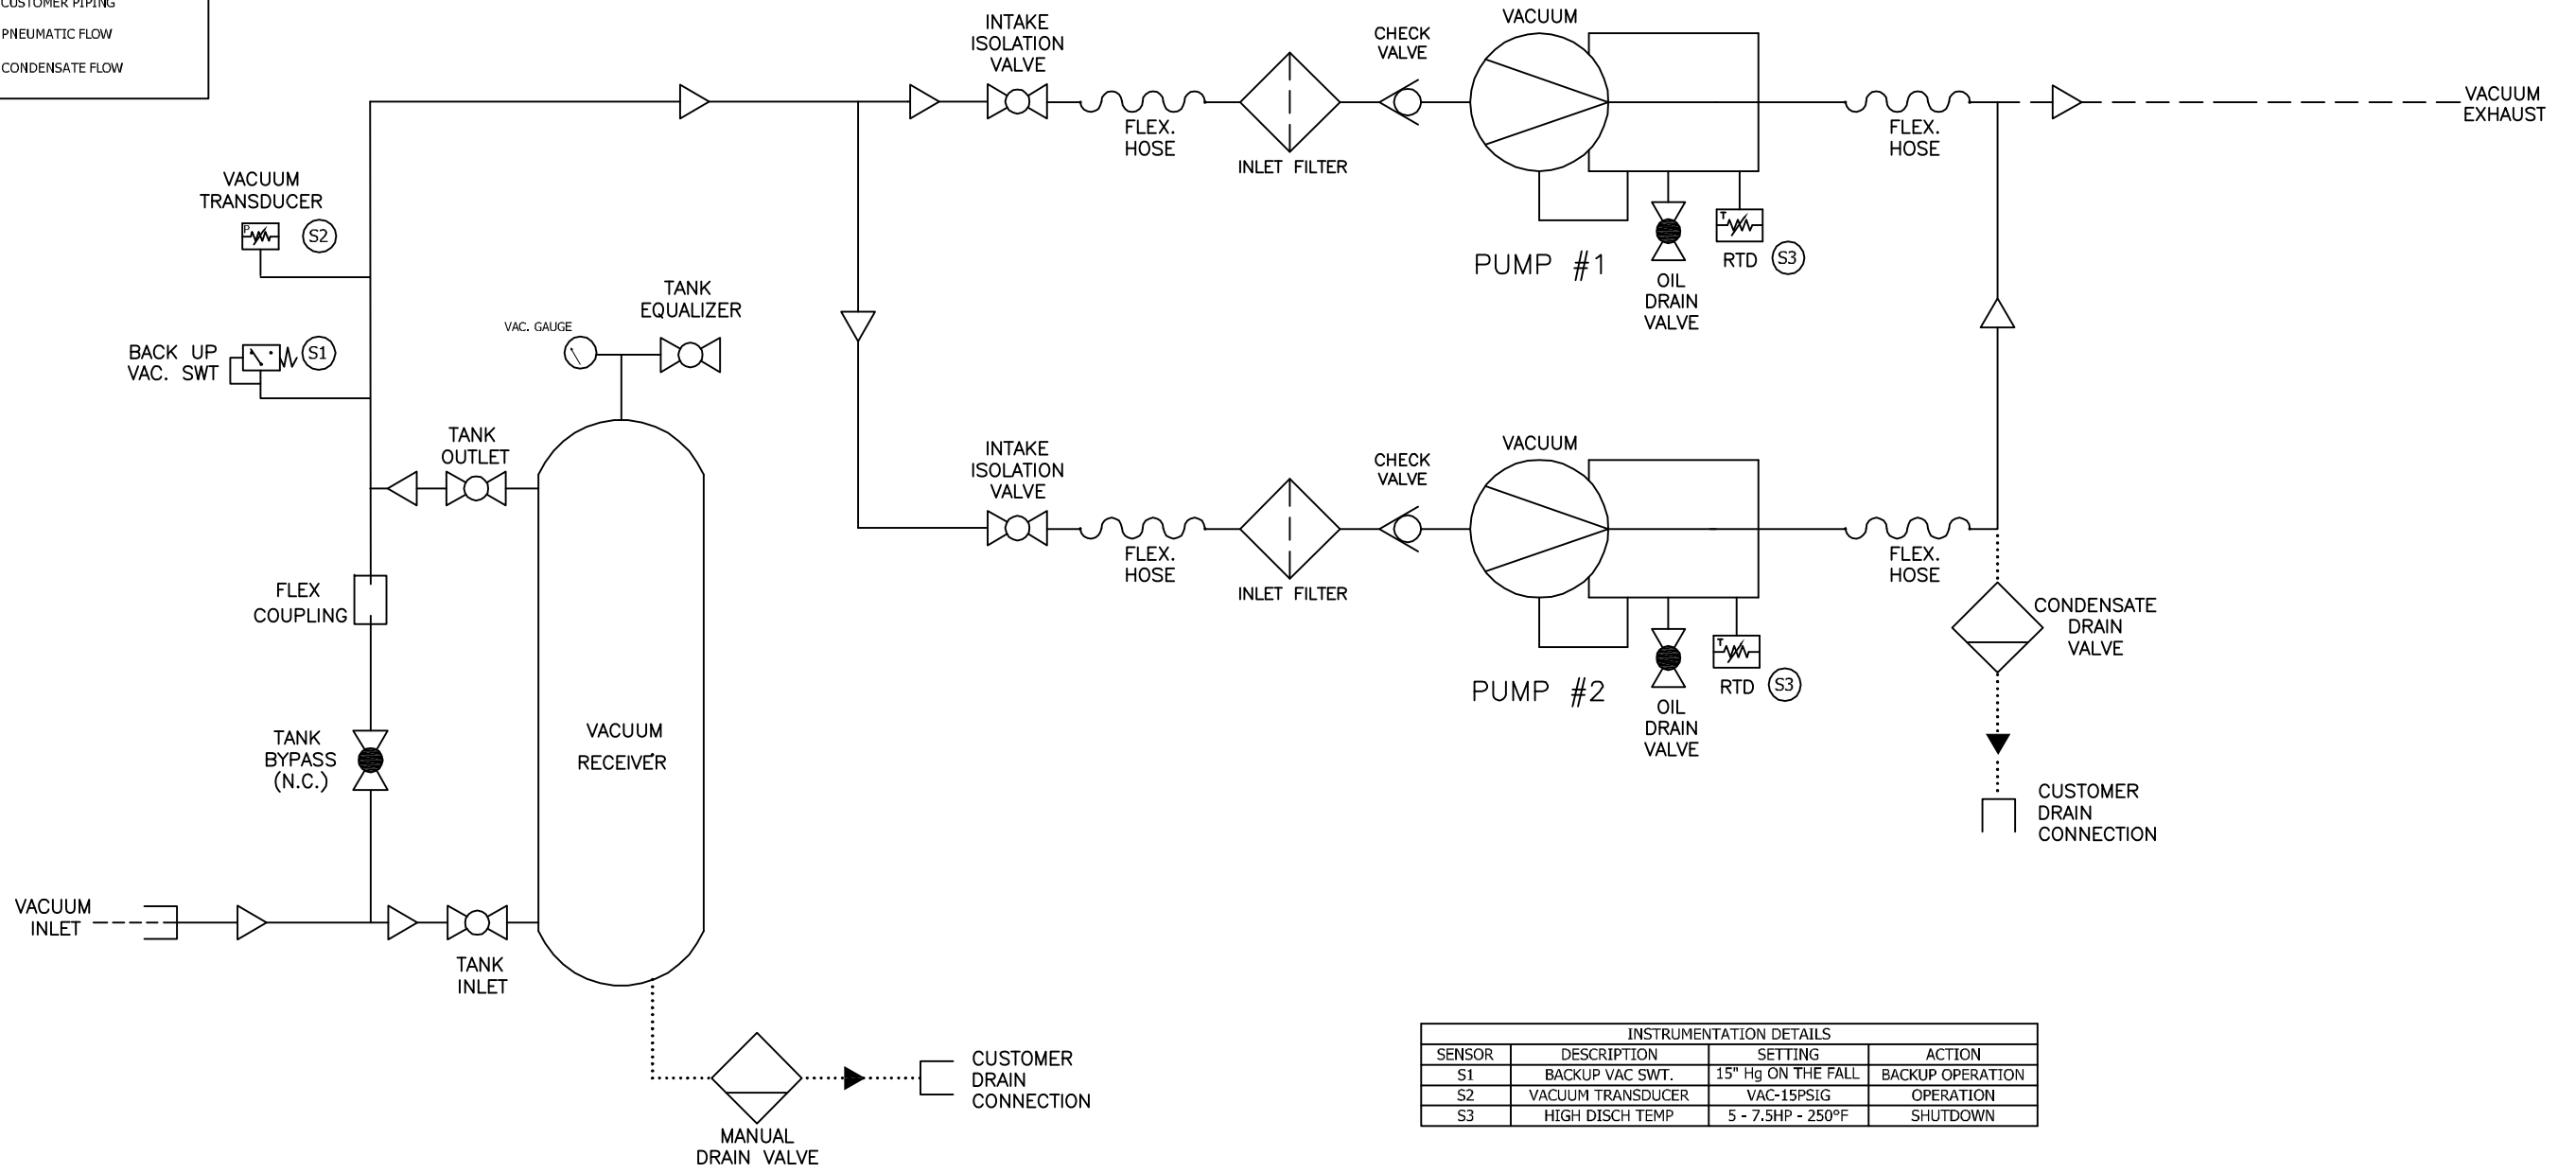 CUSTOMER PIPING
PNEUMATIC FLOW
CONDENSATE FLOW
INTAKE
ISOLATION
VALVE
FLEX.
HOSE
INLET FILTER
CHECK
VALVE
VACUUM
PUMP #1
OIL
DRAIN
VALVE
T
RTD
S3
FLEX.
HOSE
VACUUM
EXHAUST
VACUUM
TRANSDUCER
P
S2
BACK UP
VAC. SWT
S1
VAC. GAUGE
TANK
EQUALIZER
TANK
OUTLET
FLEX
COUPLING
TANK
BYPASS
(N.C.)
VACUUM
RECEIVER
VACUUM
INLET
TANK
INLET
MANUAL
DRAIN VALVE
CUSTOMER
DRAIN
CONNECTION
INTAKE
ISOLATION
VALVE
FLEX.
HOSE
INLET FILTER
CHECK
VALVE
VACUUM
PUMP #2
OIL
DRAIN
VALVE
T
RTD
S3
FLEX.
HOSE
CONDENSATE
DRAIN
VALVE
CUSTOMER
DRAIN
CONNECTION
INSTRUMENTATION DETAILS
SENSOR DESCRIPTION SETTING ACTION
S1 BACKUP VAC SWT. 15" Hg ON THE FALL BACKUP OPERATION
S2 VACUUM TRANSDUCER VAC-15PSIG OPERATION
S3 HIGH DISCH TEMP 5 - 7.5HP - 250°F SHUTDOWN